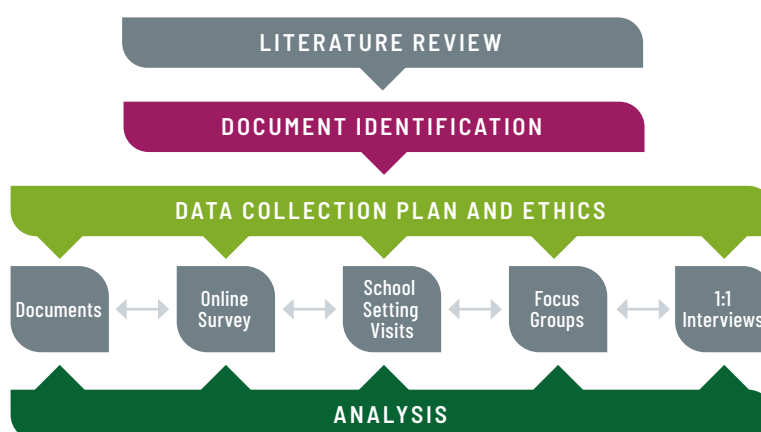 LITERATURE REVIEW
DOCUMENT IDENTIFICATION
DATA COLLECTION PLAN AND ETHICS
Documents
Online
Survey
School
Setting
Visits
Focus
Groups
1:1
Interviews
ANALYSIS